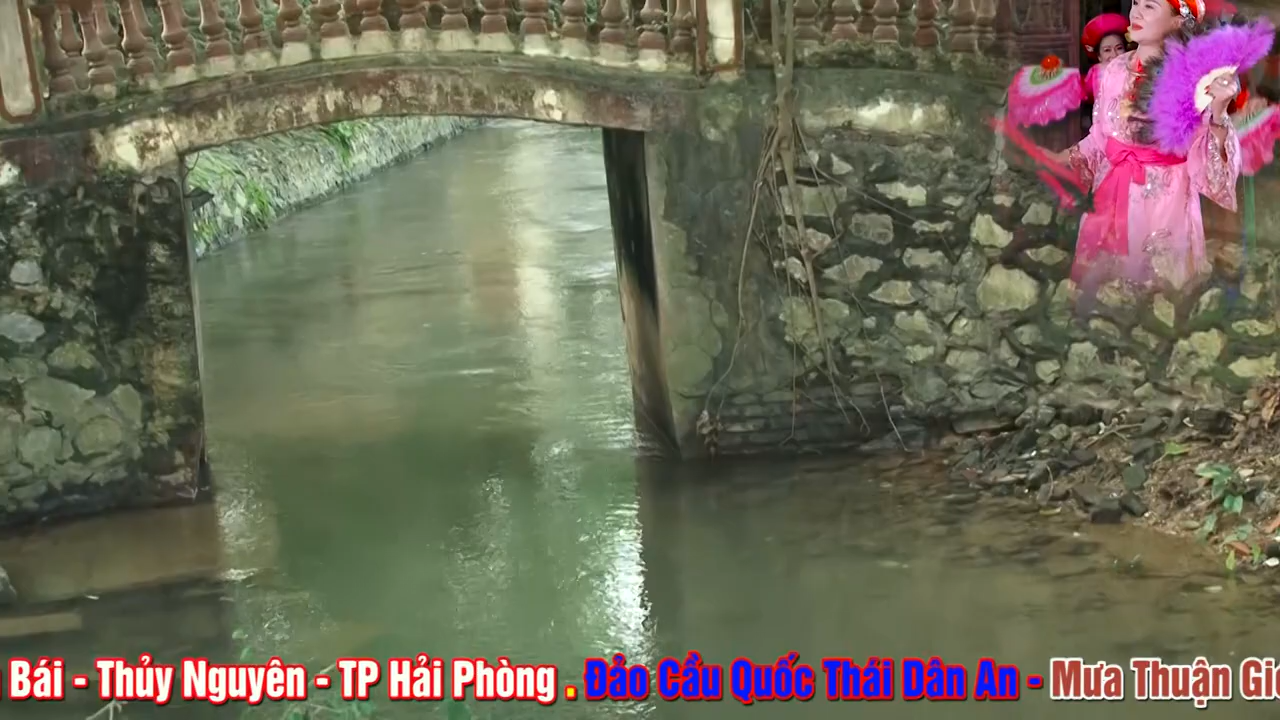 Bái - Thủy Nguyên - TP Hải Phòng . Đảo Cầu Quốc Thái Dân An - Mưa Thuận